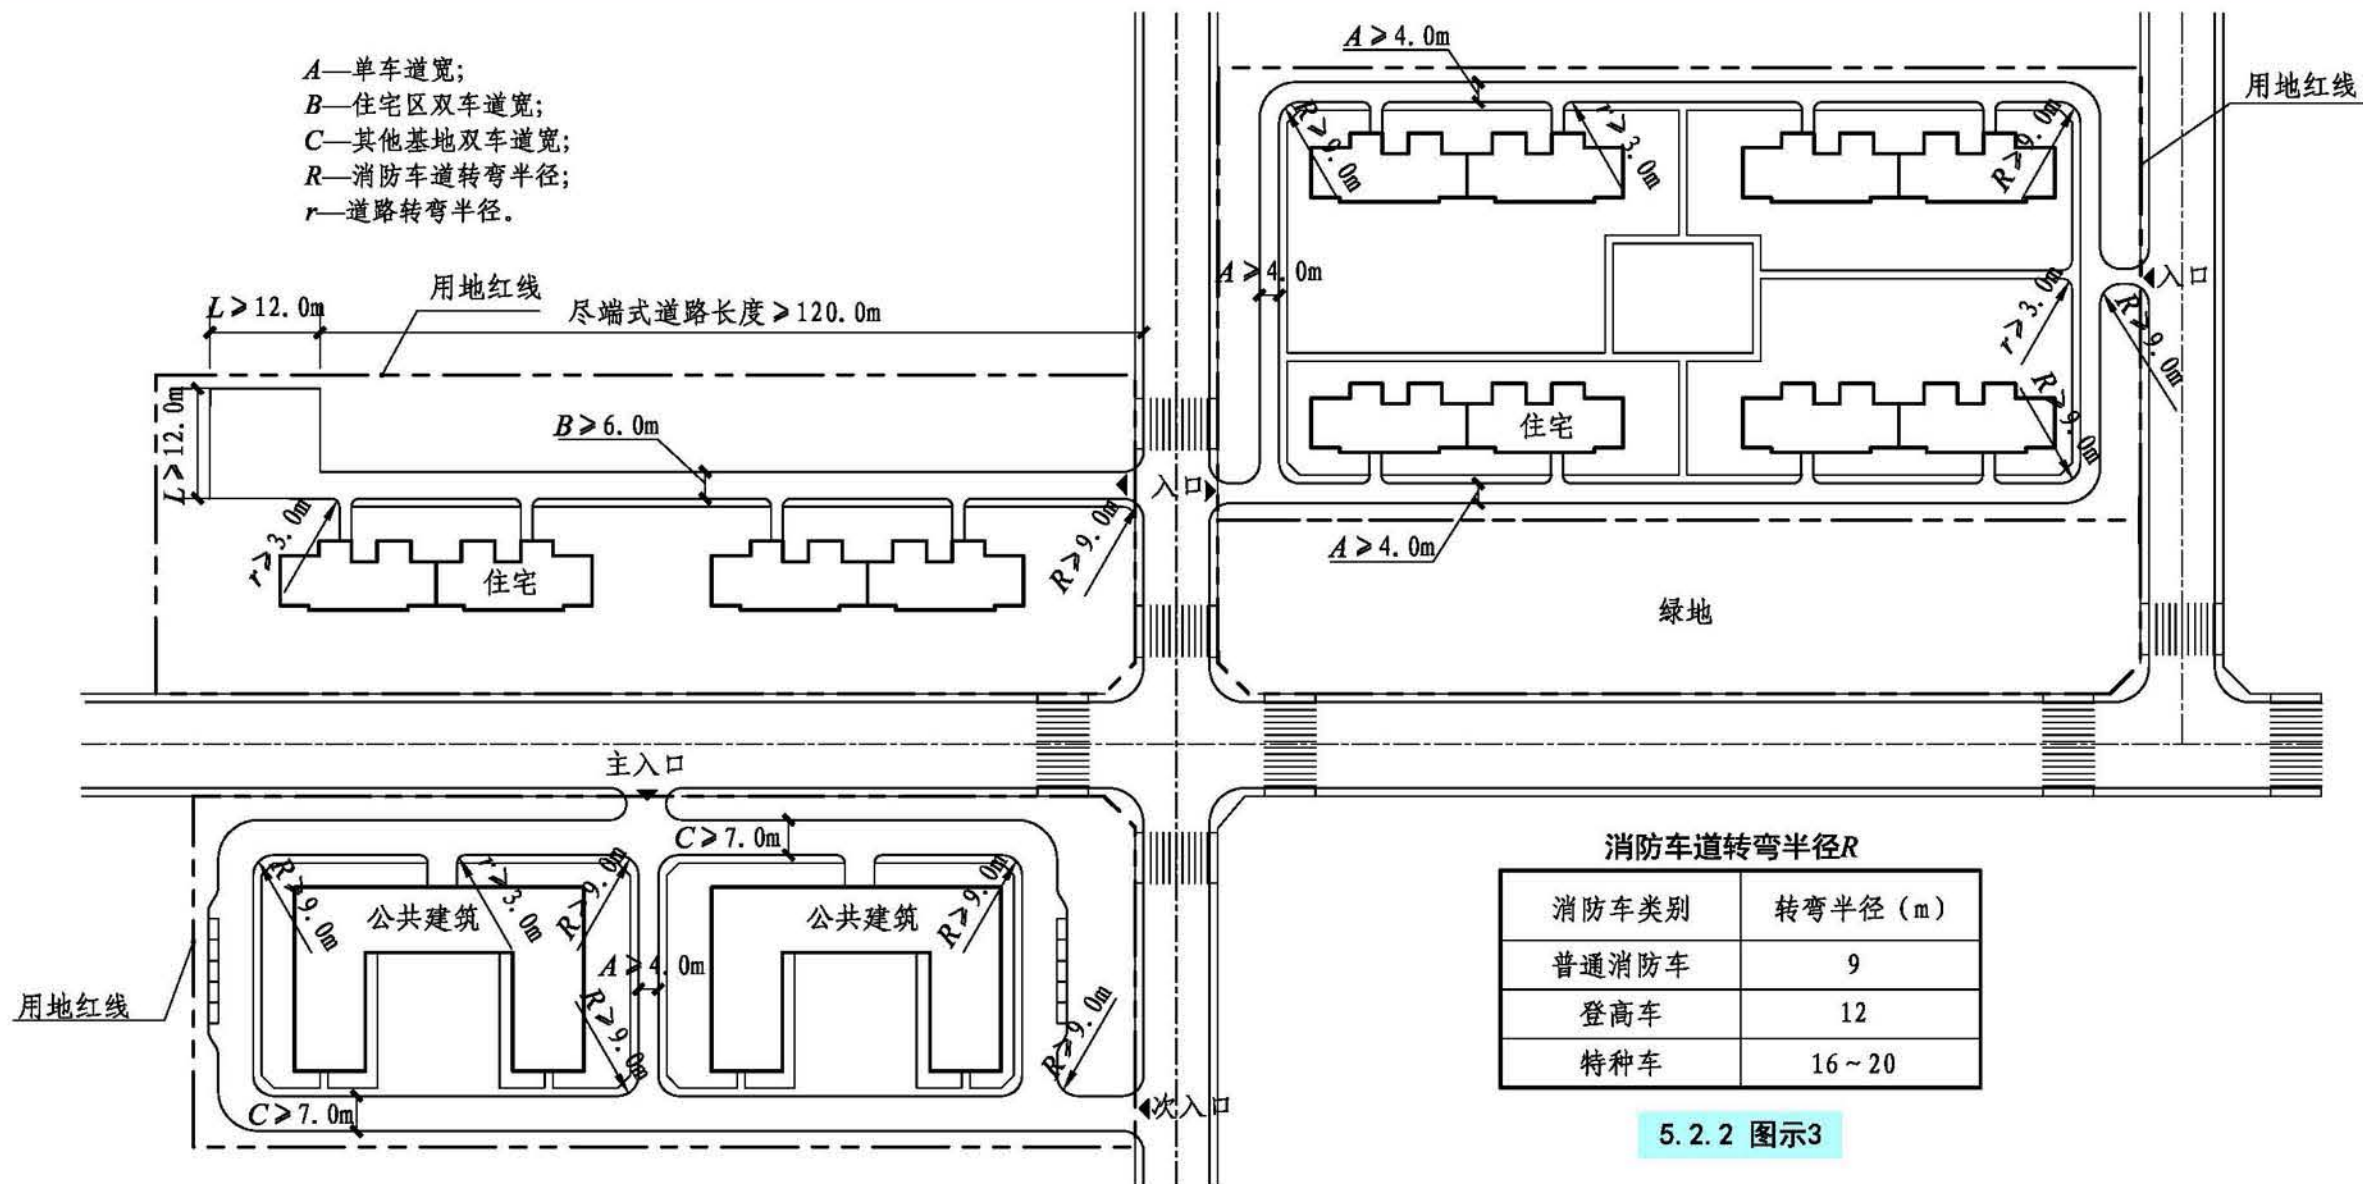 A—单车道宽;
B—住宅区双车道宽;
C—其他基地双车道宽;
R—消防车道转弯半径;
r—道路转弯半径。
A≥4.0m
用地红线
R≥9.0m
r≥3.0m
R≥9.0m
A≥4.0m
入口
r≥3.0m
R≥9.0m
R≥9.0m
住宅
A≥4.0m
绿地
用地红线
L≥12.0m
尽端式道路长度≥120.0m
L≥12.0m
B≥6.0m
入口
r≥3.0m
R≥9.0m
住宅
主入口
C≥7.0m
R≥9.0m
r≥3.0m
R≥9.0m
R≥9.0m
公共建筑
公共建筑
A≥4.0m
R≥9.0m
R≥9.0m
用地红线
C≥7.0m
次入口
消防车道转弯半径R
消防车类别 转弯半径（m）
普通消防车 9
登高车 12
特种车 16~20
5.2.2 图示3